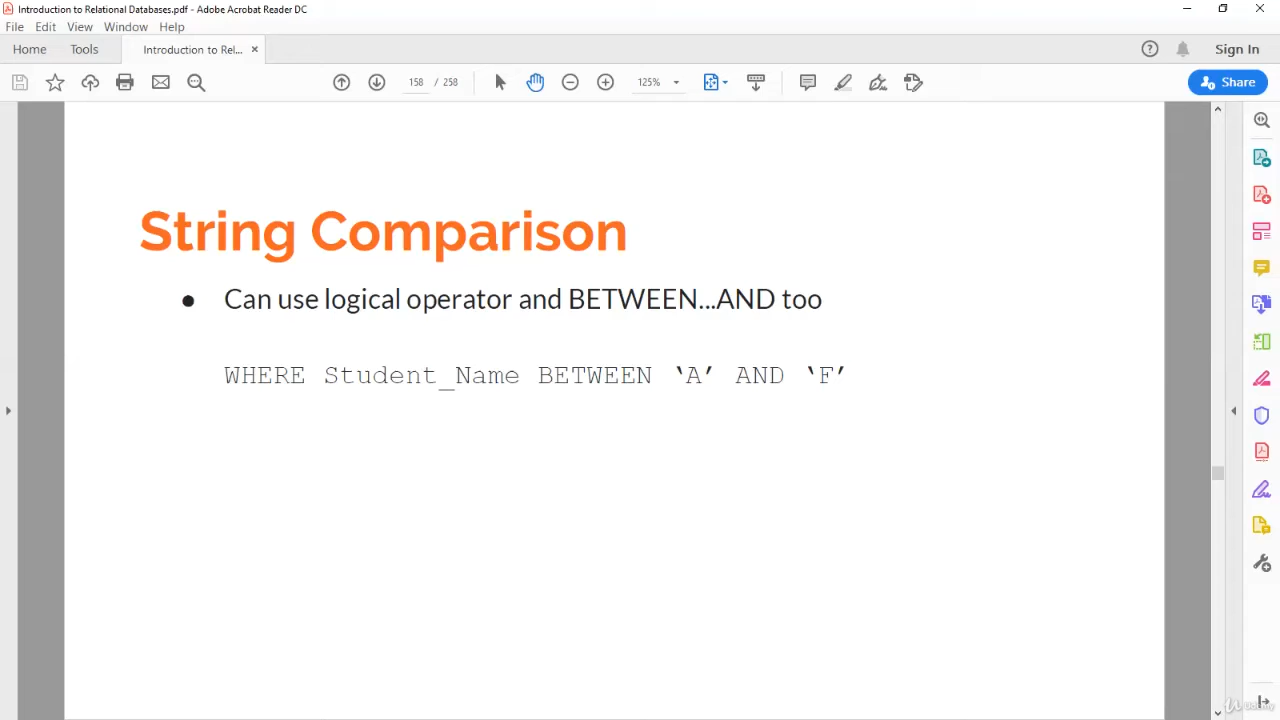 Introduction to Relational Databases.pdf - Adobe Acrobat Reader DC
File Edit View Window Help
Home Tools Introduction to Rel... × Sign In
158 / 258 125% Share
String Comparison
● Can use logical operator and BETWEEN...AND too
WHERE Student_Name BETWEEN ‘A’ AND ‘F’
Udemy